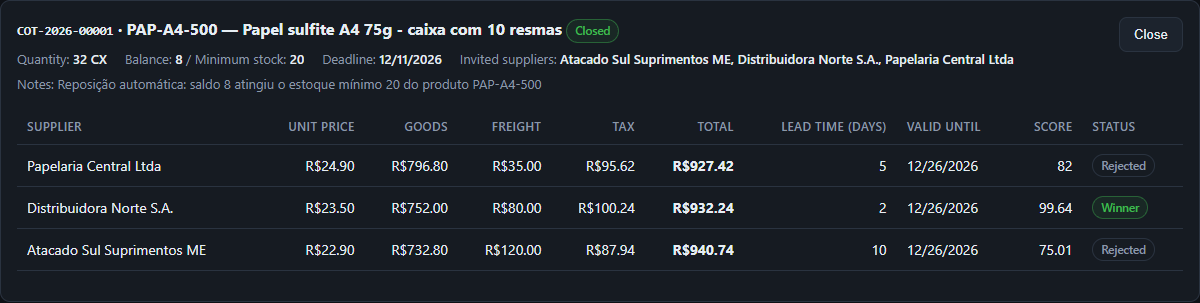 COT-2026-00001 · PAP-A4-500 — Papel sulfite A4 75g - caixa com 10 resmas Closed
Close
Quantity: 32 CX Balance: 8 / Minimum stock: 20 Deadline: 12/11/2026 Invited suppliers: Atacado Sul Suprimentos ME, Distribuidora Norte S.A., Papelaria Central Ltda
Notes: Reposição automática: saldo 8 atingiu o estoque mínimo 20 do produto PAP-A4-500
SUPPLIER UNIT PRICE GOODS FREIGHT TAX TOTAL LEAD TIME (DAYS) VALID UNTIL SCORE STATUS
Papelaria Central Ltda R$24.90 R$796.80 R$35.00 R$95.62 R$927.42 5 12/26/2026 82 Rejected
Distribuidora Norte S.A. R$23.50 R$752.00 R$80.00 R$100.24 R$932.24 2 12/26/2026 99.64 Winner
Atacado Sul Suprimentos ME R$22.90 R$732.80 R$120.00 R$87.94 R$940.74 10 12/26/2026 75.01 Rejected